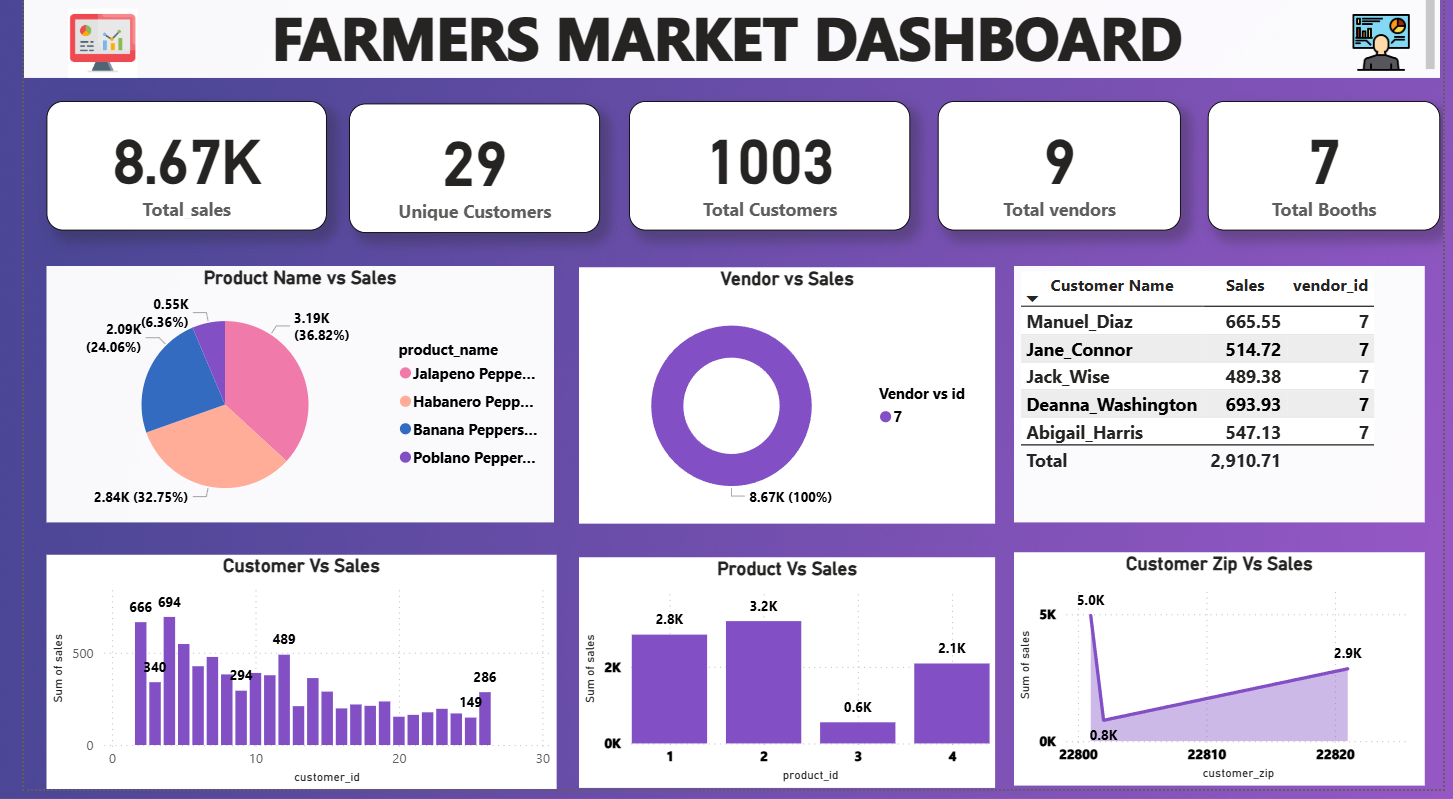 FARMERS MARKET DASHBOARD
8.67K
Total_sales
29
Unique Customers
1003
Total Customers
9
Total vendors
7
Total Booths
Product Name vs Sales
0.55K
(6.36%)
2.09K
(24.06%)
3.19K
(36.82%)
2.84K (32.75%)
product_name
Jalapeno Peppe...
Habanero Pepp...
Banana Peppers...
Poblano Pepper...
Vendor vs Sales
8.67K (100%)
Vendor vs id
7
Customer Name Sales vendor_id
Manuel_Diaz 665.55 7
Jane_Connor 514.72 7
Jack_Wise 489.38 7
Deanna_Washington 693.93 7
Abigail_Harris 547.13 7
Total 2,910.71
Customer Vs Sales
Sum of sales
500
0
666 340 694 294 489 149 286
0 10 20 30
customer_id
Product Vs Sales
Sum of sales
2K
0K
2.8K 3.2K 0.6K 2.1K
1 2 3 4
product_id
Customer Zip Vs Sales
Sum of sales
5K
0K
5.0K 0.8K 2.9K
22800 22810 22820
customer_zip